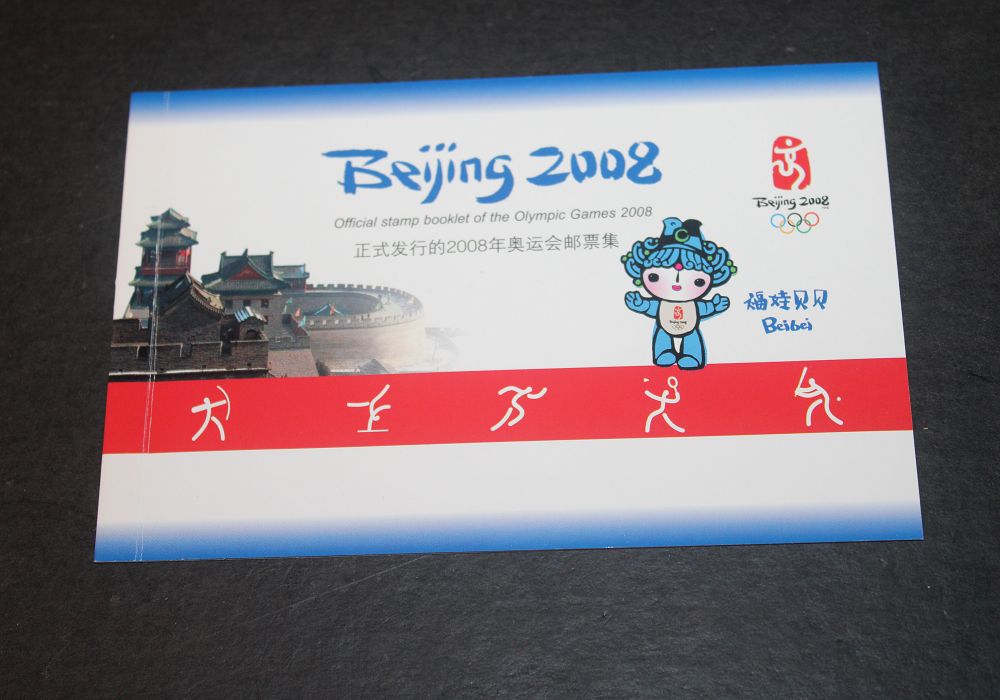 Beijing 2008
Official stamp booklet of the Olympic Games 2008
正式发行的2008年奥运会邮票集
Beijing 2008
福娃贝贝
Beibei